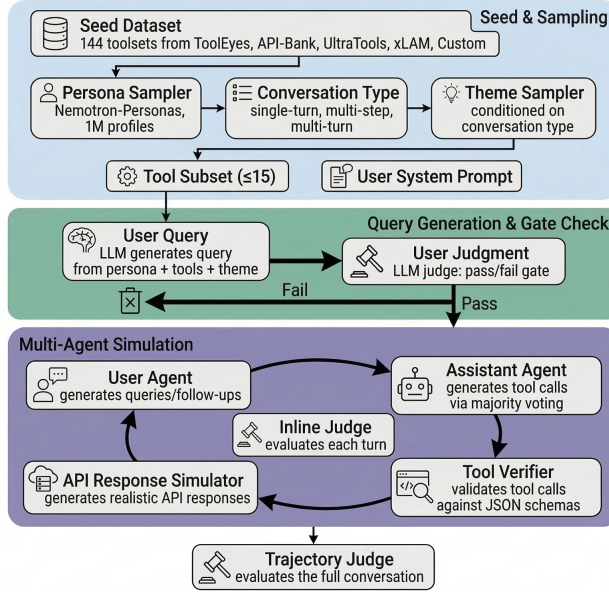 Seed & Sampling
Seed Dataset
144 toolsets from ToolEyes, API-Bank, UltraTools, xLAM, Custom
Persona Sampler
Nemotron-Personas,
1M profiles
Conversation Type
single-turn, multi-step,
multi-turn
Theme Sampler
conditioned on
conversation type
Tool Subset (≤15)
User System Prompt
Query Generation & Gate Check
User Query
LLM generates query
from persona + tools + theme
User Judgment
LLM judge: pass/fail gate
Fail
Pass
Multi-Agent Simulation
User Agent
generates queries/follow-ups
Assistant Agent
generates tool calls
via majority voting
Inline Judge
evaluates each turn
API Response Simulator
generates realistic API responses
Tool Verifier
validates tool calls
against JSON schemas
</>
Trajectory Judge
evaluates the full conversation